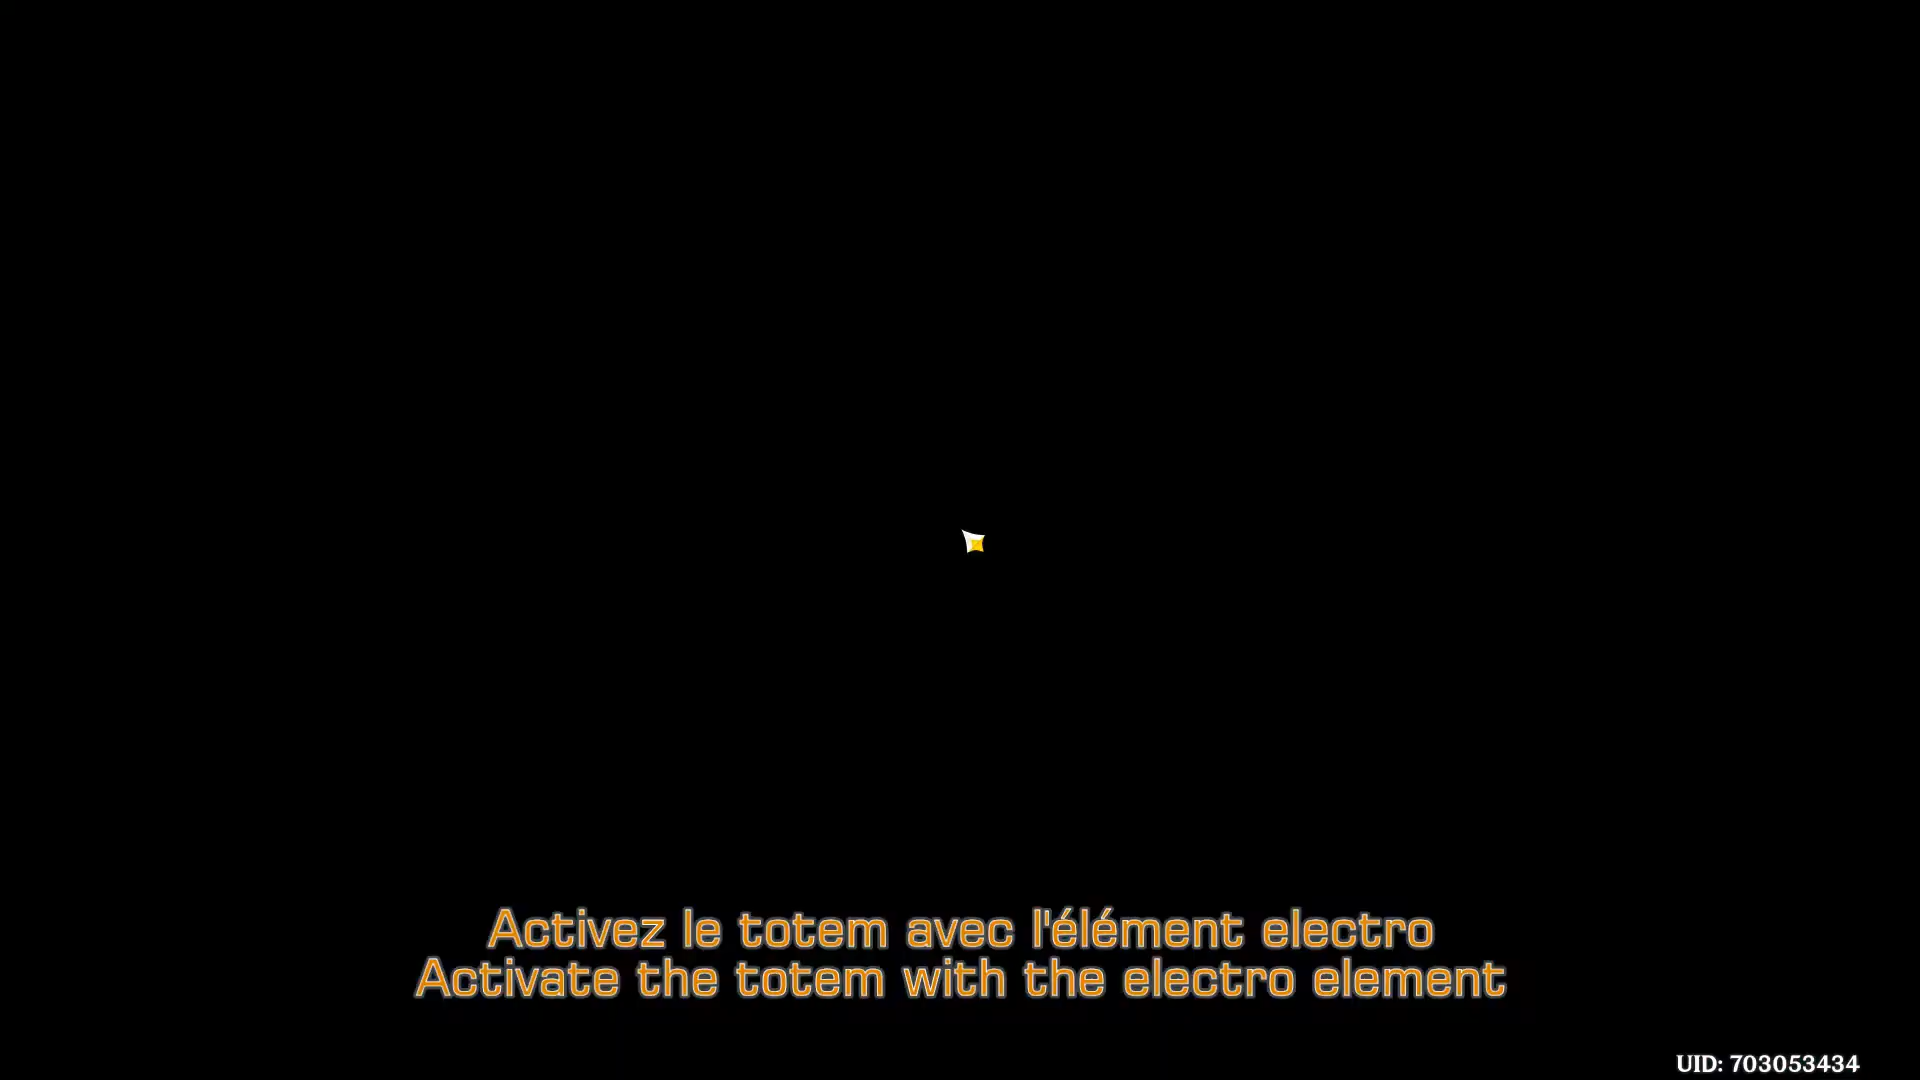 Activez le totem avec l'élément electro
Activate the totem with the electro element
UID: 703053434